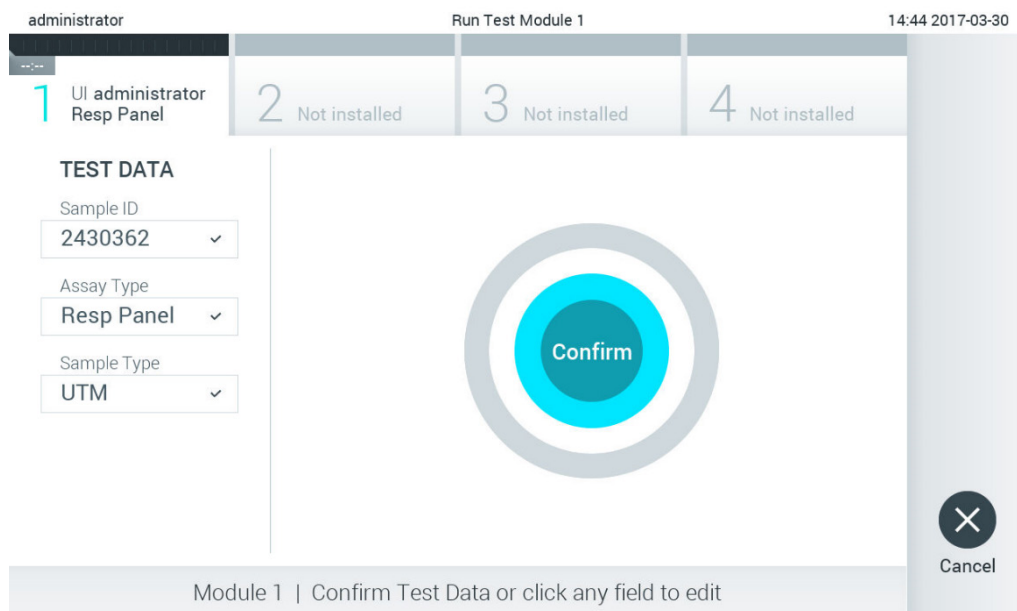 administrator Run Test Module 1 14:44 2017-03-30
--:--
1 UI administrator
Resp Panel
2 Not installed
3 Not installed
4 Not installed
TEST DATA
Sample ID
2430362
Assay Type
Resp Panel
Sample Type
UTM
Confirm
Cancel
Module 1 | Confirm Test Data or click any field to edit